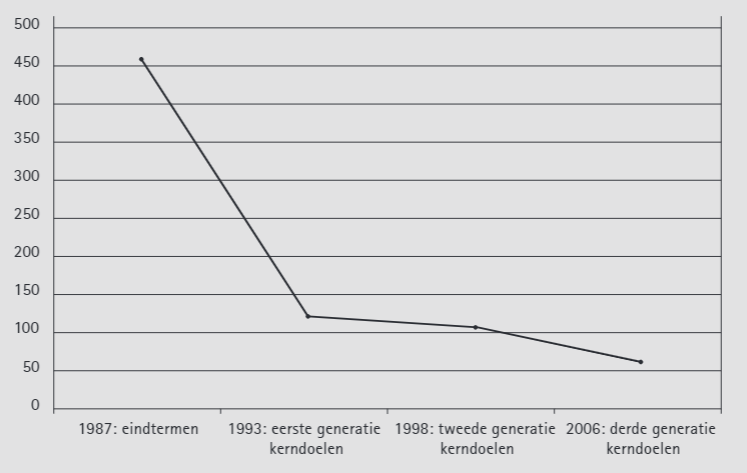 500
450
400
350
300
250
200
150
100
50
0
1987: eindtermen
1993: eerste generatie
kerndoelen
1998: tweede generatie
kerndoelen
2006: derde generatie
kerndoelen